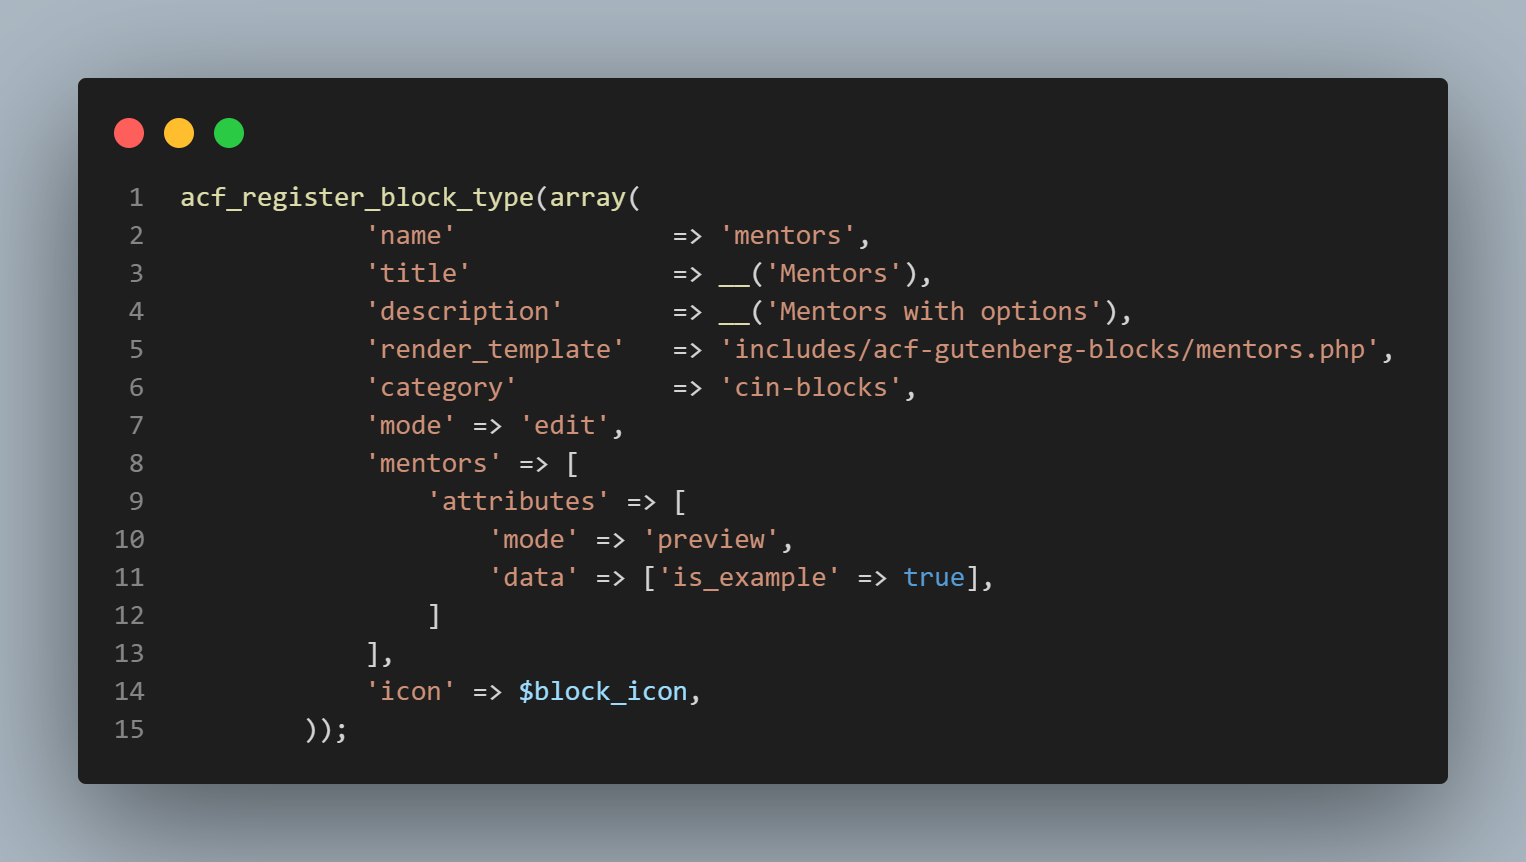 1 acf_register_block_type(array(
2 'name' => 'mentors',
3 'title' => __('Mentors'),
4 'description' => __('Mentors with options'),
5 'render_template' => 'includes/acf-gutenberg-blocks/mentors.php',
6 'category' => 'cin-blocks',
7 'mode' => 'edit',
8 'mentors' => [
9 'attributes' => [
10 'mode' => 'preview',
11 'data' => ['is_example' => true],
12 ]
13 ],
14 'icon' => $block_icon,
15 ));